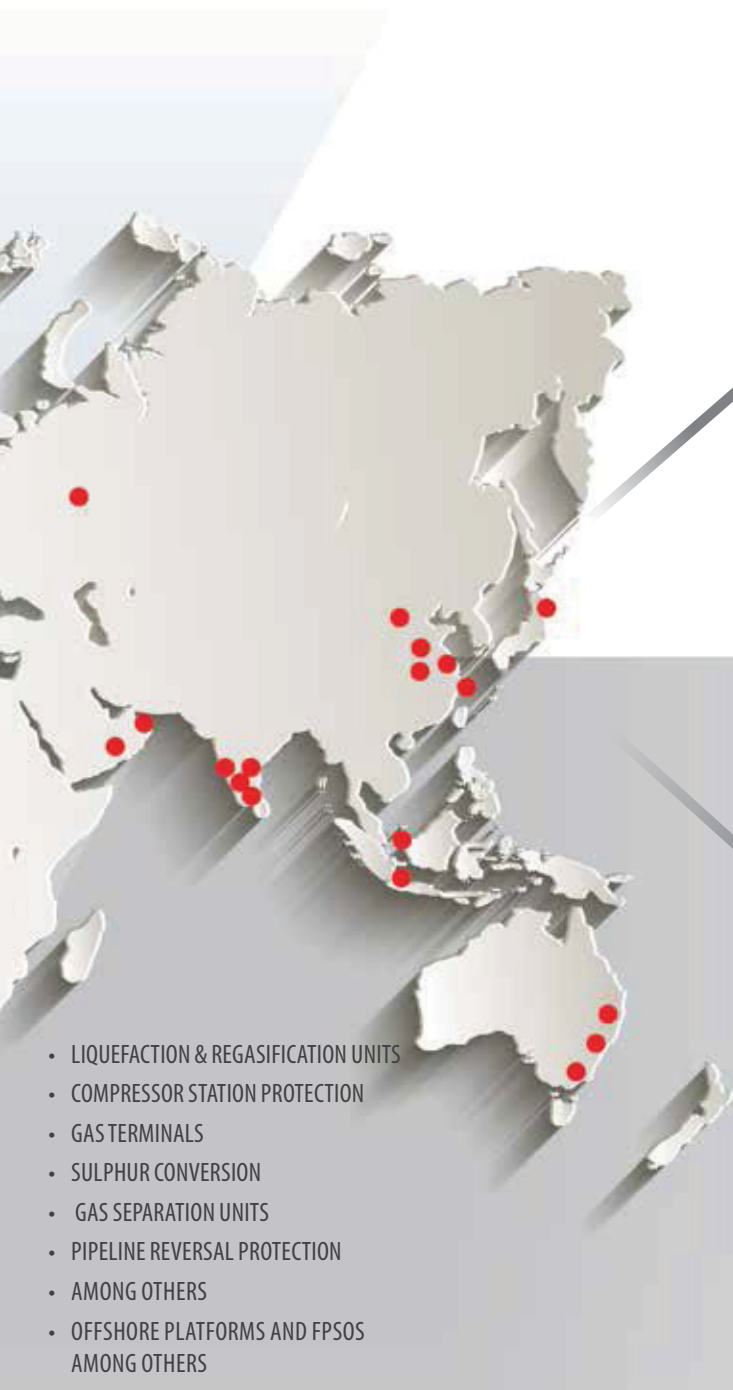 • LIQUEFACTION & REGASIFICATION UNITS
• COMPRESSOR STATION PROTECTION
• GAS TERMINALS
• SULPHUR CONVERSION
• GAS SEPARATION UNITS
• PIPELINE REVERSAL PROTECTION
• AMONG OTHERS
• OFFSHORE PLATFORMS AND FPSOS
AMONG OTHERS